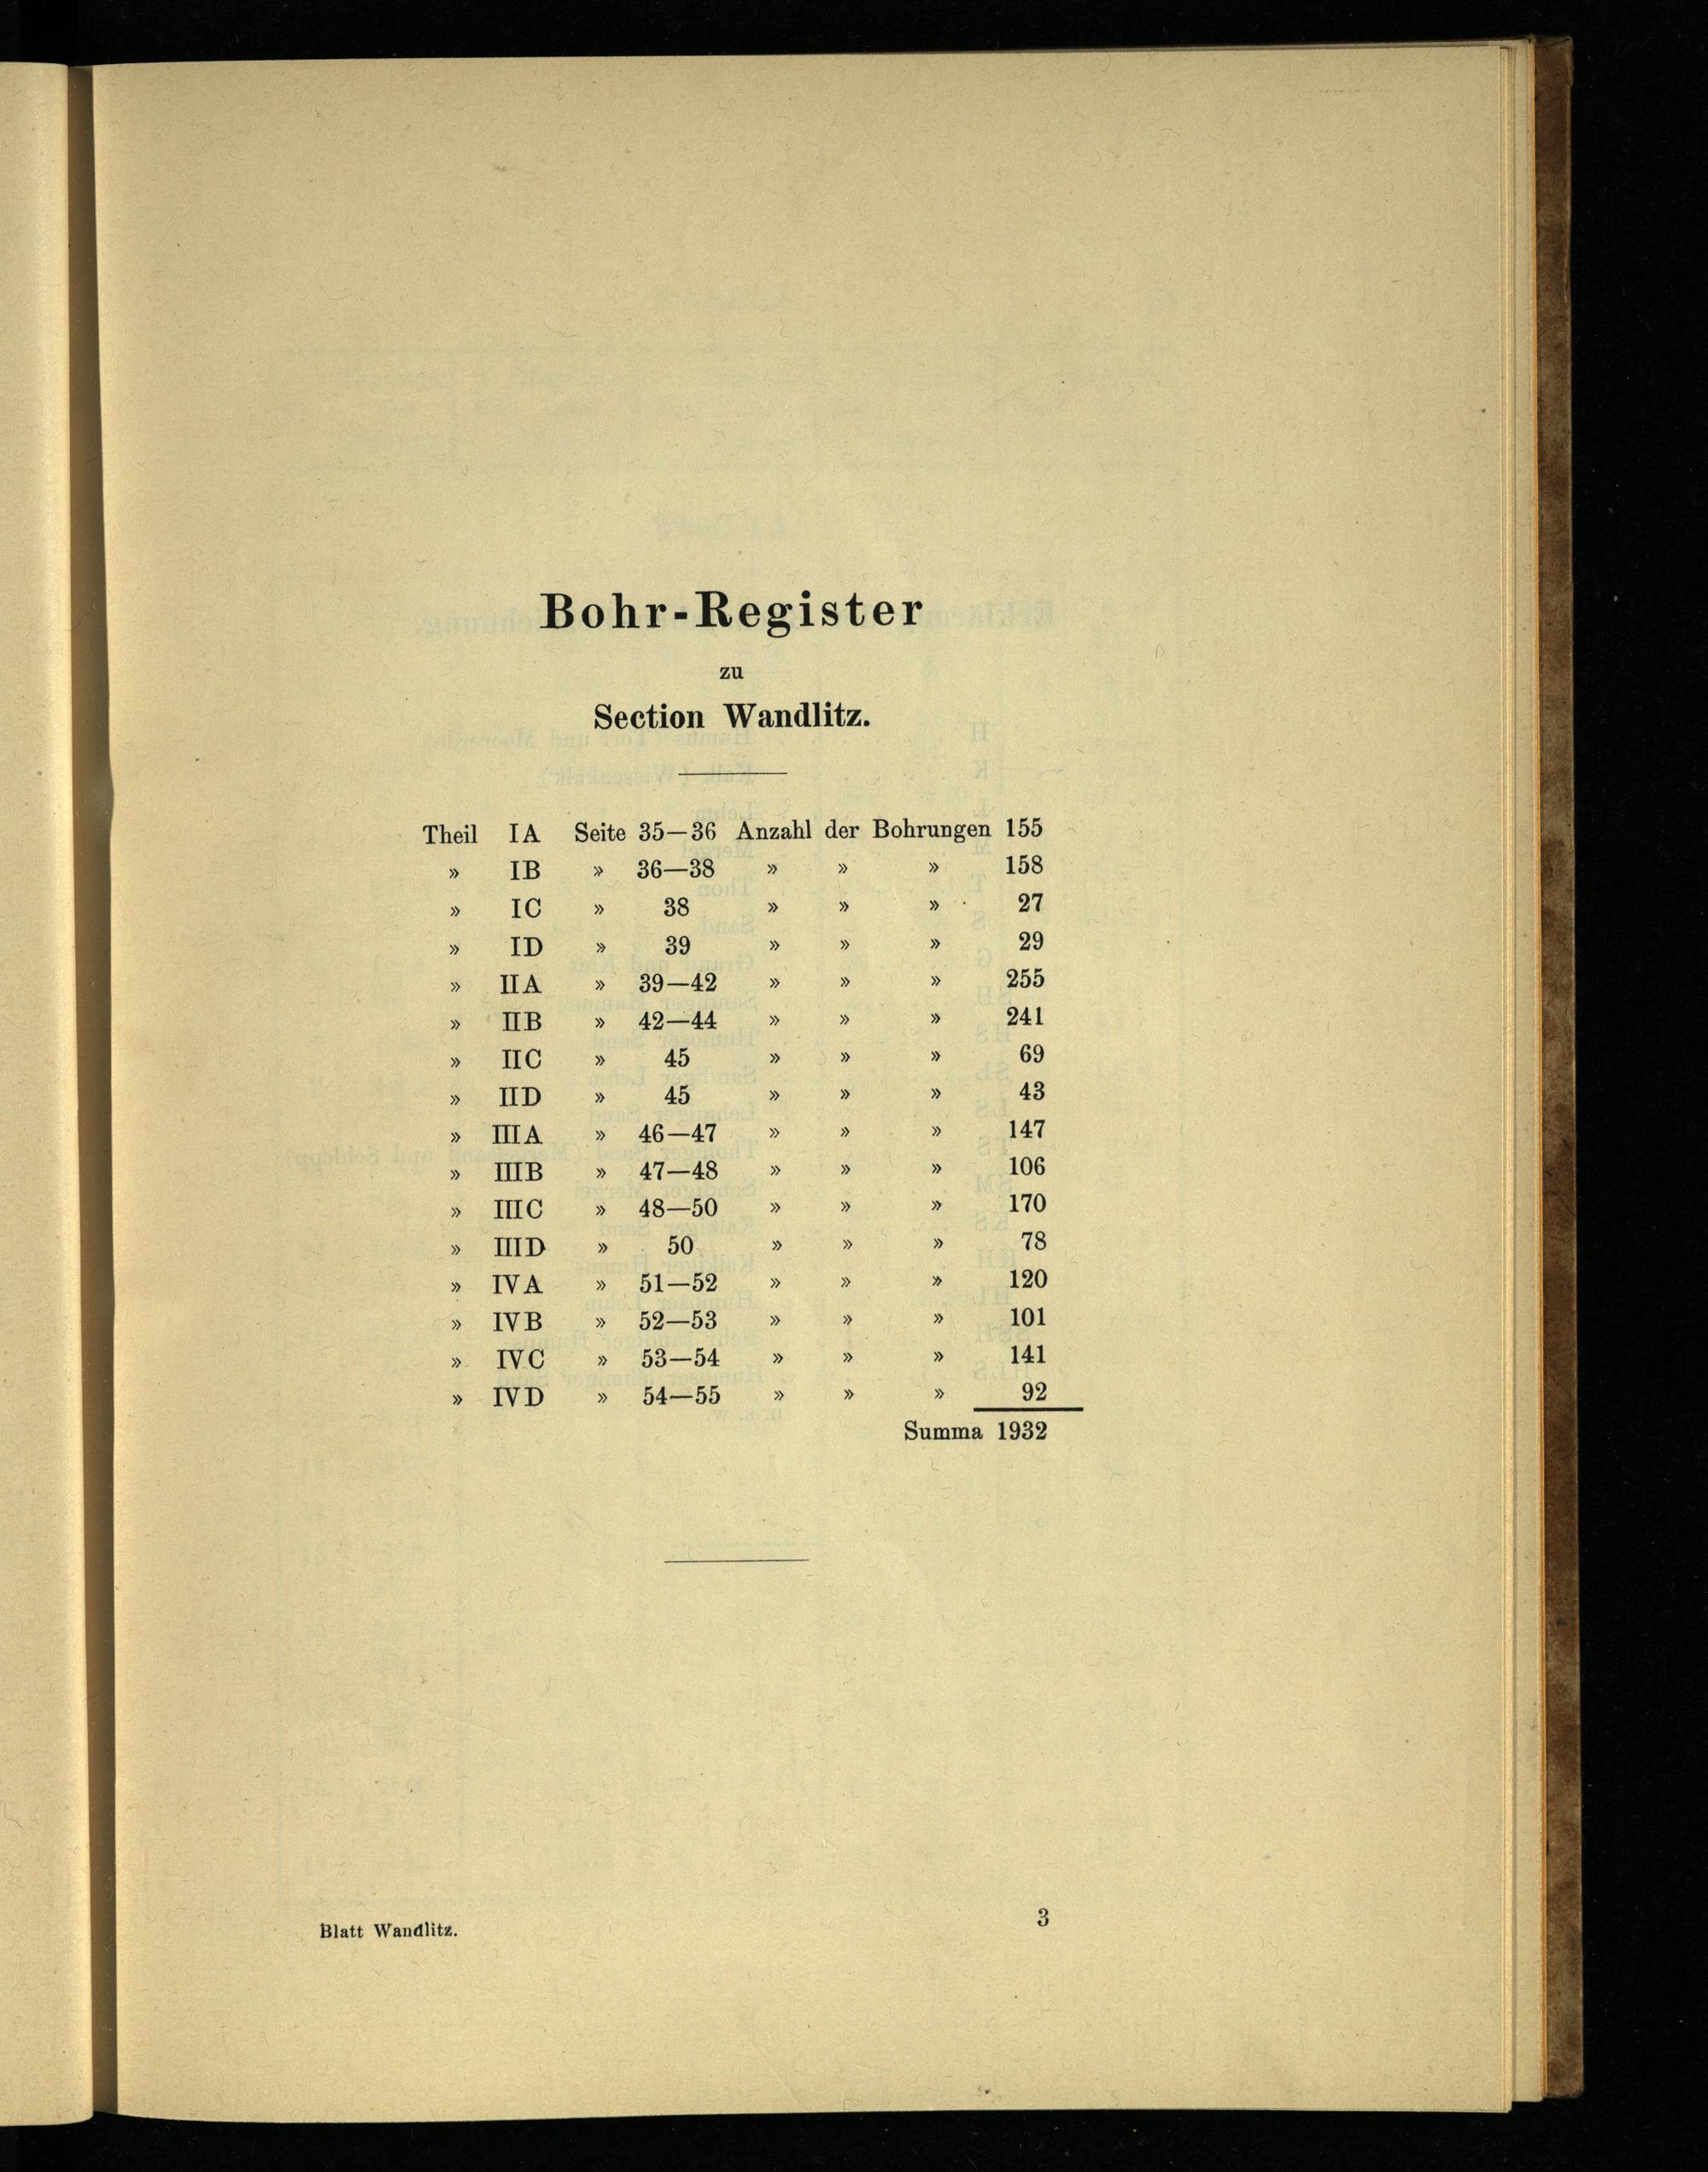 Bohr-Register
zu
Section Wandlitz.
Theil IA Seite 35—36 Anzahl der Bohrungen 155
» IB » 36—38 » » » 158
» IC » 38 » » » 27
» ID » 39 » » » 29
» IIA » 39—42 » » » 255
» IIB » 42—44 » » » 241
» IIC » 45 » » » 69
» IID » 45 » » » 43
» IIIA » 46—47 » » » 147
» IIIB » 47—48 » » » 106
» IIIC » 48—50 » » » 170
» IIID » 50 » » » 78
» IVA » 51—52 » » » 120
» IVB » 52—53 » » » 101
» IVC » 53—54 » » » 141
» IVD » 54—55 » » » 92
Summa 1932
Blatt Wandlitz. 3